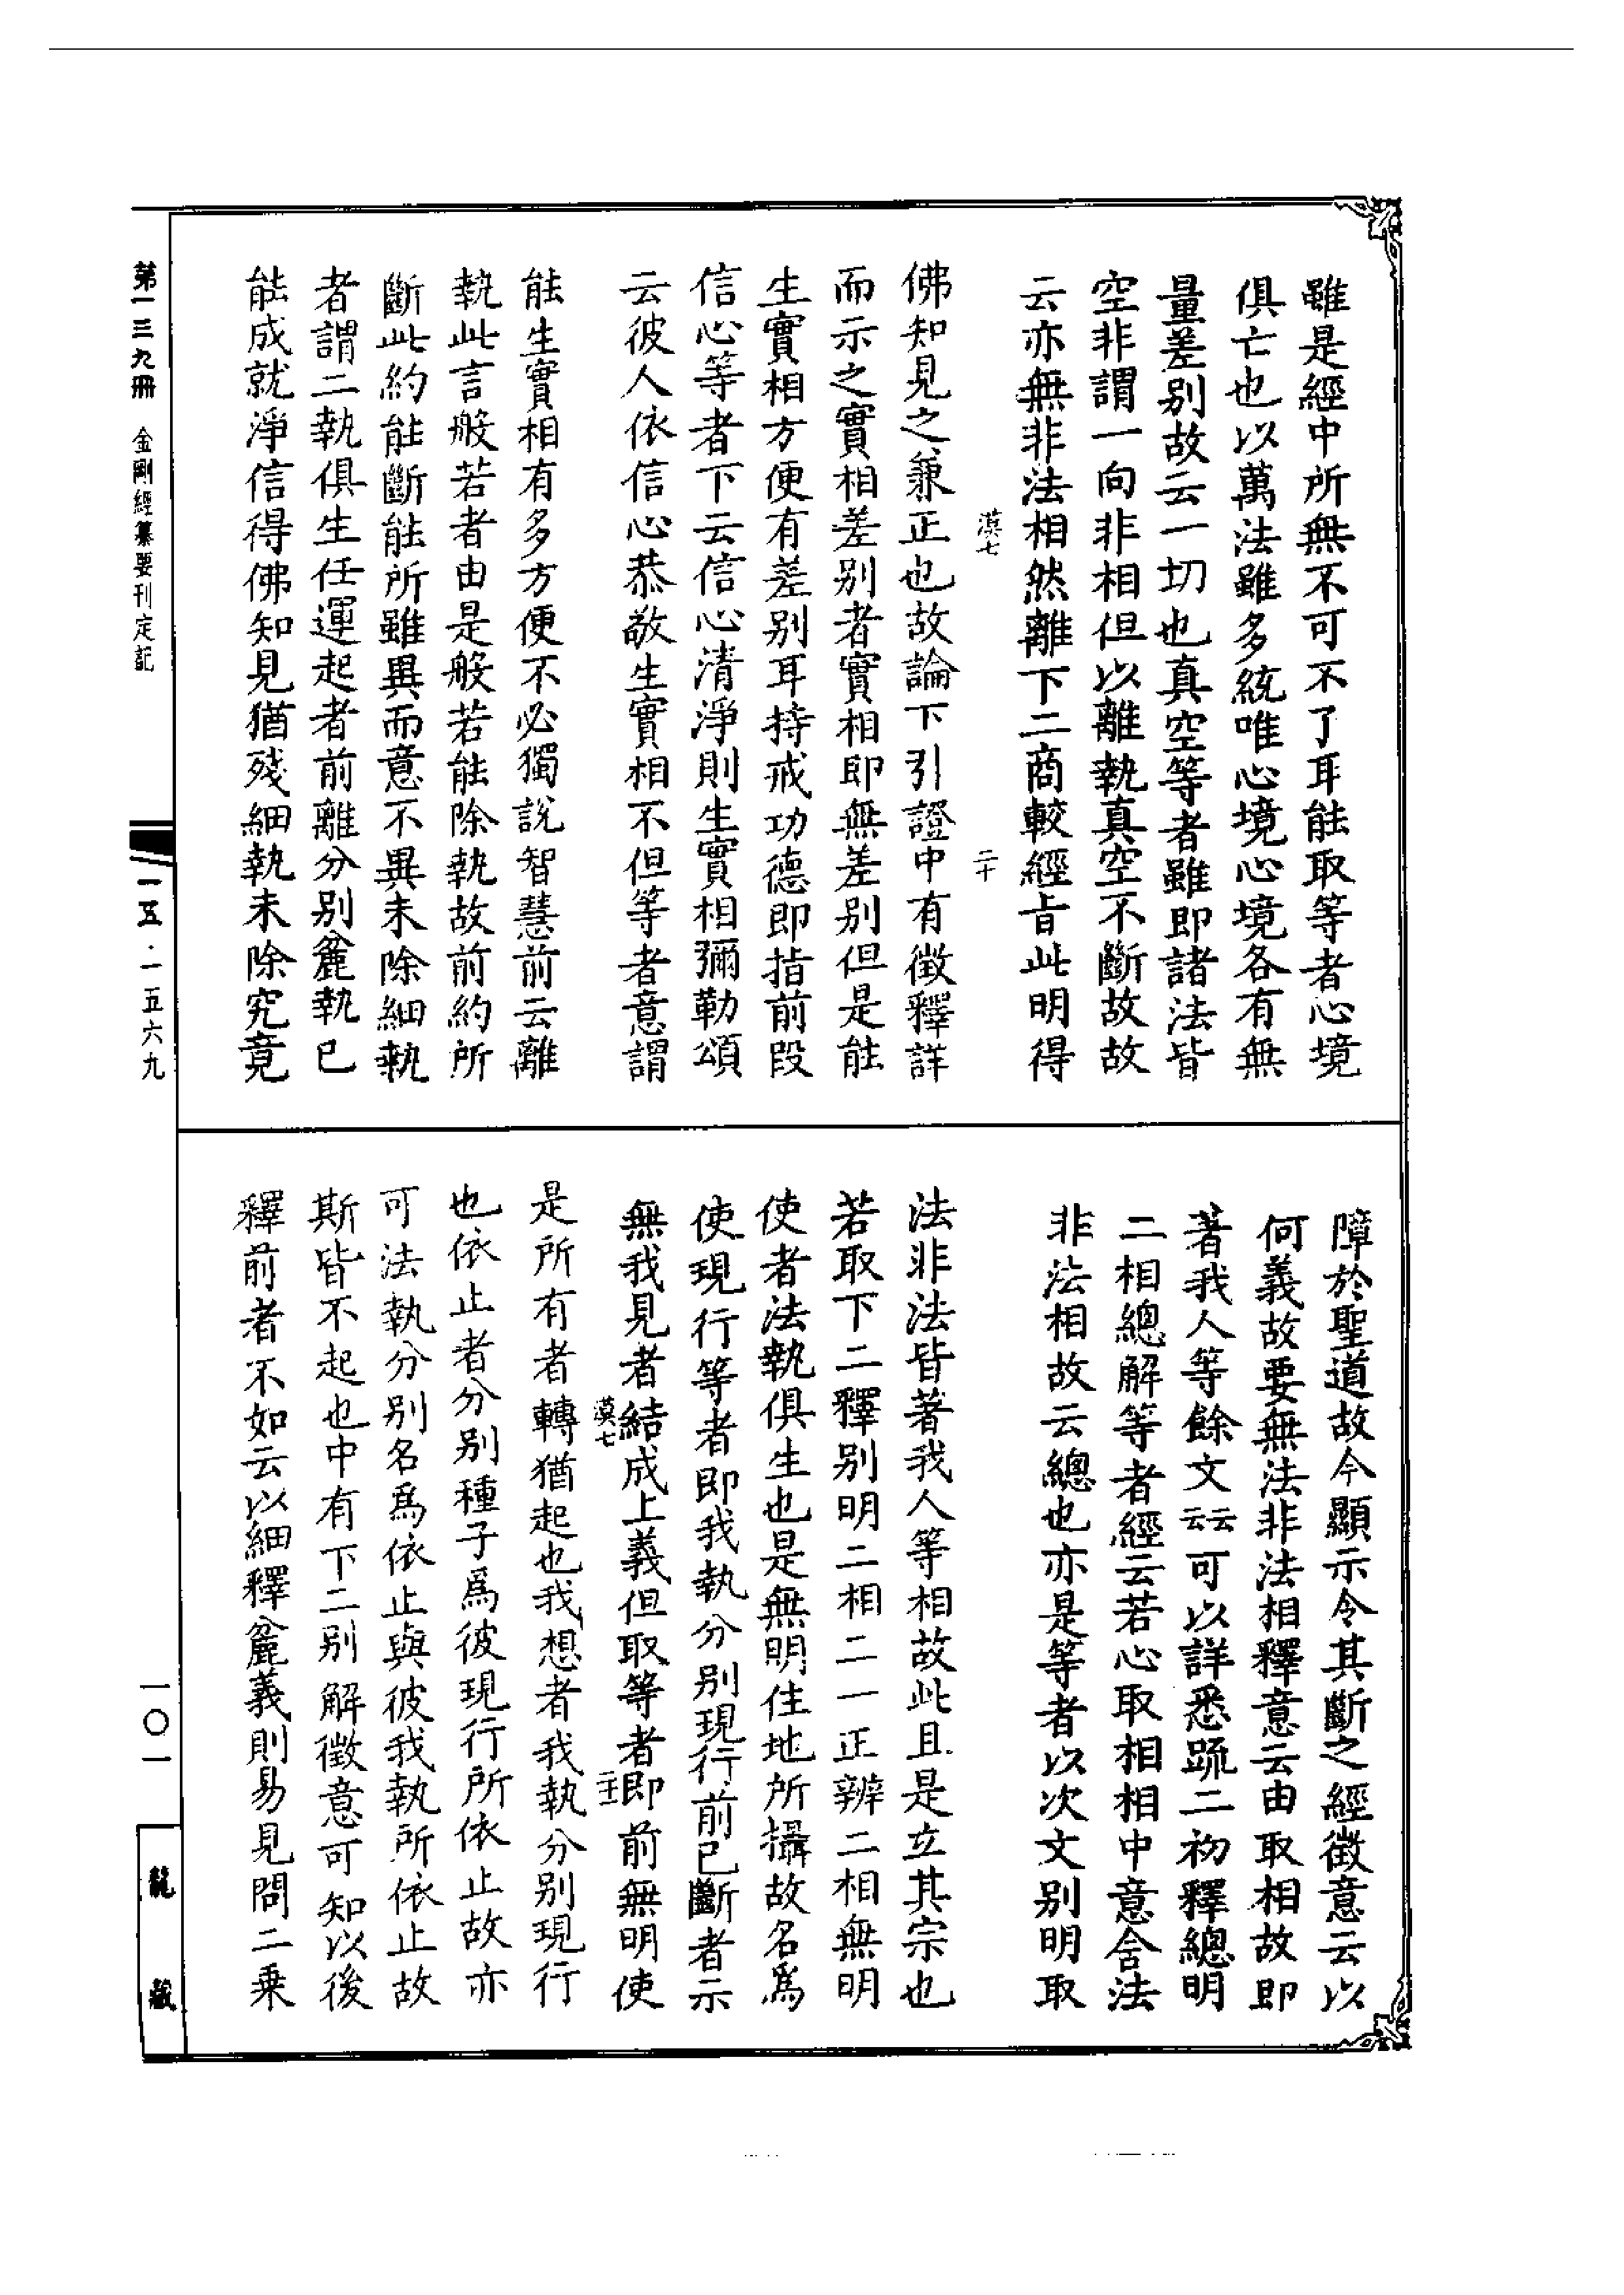 雖是經中所無不可不了耳能取等者心境
俱亡也以萬法雖多統唯心境心境各有無
量差別故云一切也真空等者雖即諸法皆
空非謂一向非相但以離執真空不斷故故
云亦無非法相然離下二商較經旨此明得
漠七 二十
佛知見之兼正也故論下引證中有徵釋詳
而示之實相差別者實相即無差別但是能
生實相方便有差別耳持戒功德即指前段
信心等者下云信心清淨則生實相彌勒頌
云彼人依信心恭敬生實相不但等者意謂
能生實相有多方便不必獨說智慧前云離
執此言般若者由是般若能除執故前約所
斷此約能斷能所雖異而意不異未除細執
者謂二執俱生任運起者前離分別麤執已
能成就淨信得佛知見猶殘細執未除究竟
障於聖道故今顯示令其斷之經徵意云以
何義故要無法非法相釋意云由取相故即
著我人等餘文云云可以詳悉疏二初釋總明
二相總解等者經云若心取相相中意含法
非法相故云總也亦是等者以次文別明取
法非法皆著我人等相故此且是立其宗也
若取下二釋別明二相二一正辨二相無明
使者法執俱生也是無明住地所攝故名為
使現行等者即我執分別現行前已斷者示
無我見者結成上義但取等者即前無明使
漠七 二十一
是所有者轉猶起也我想者我執分別現行
也依止者分別種子為彼現行所依止故亦
可法執分別名為依止與彼我執所依止故
斯皆不起也中有下二別解徵意可知以後
釋前者不如云以細釋麤義則易見問二乘
第一三九冊 金剛經纂要刊定記
一五·一五六九
一〇一
龍藏